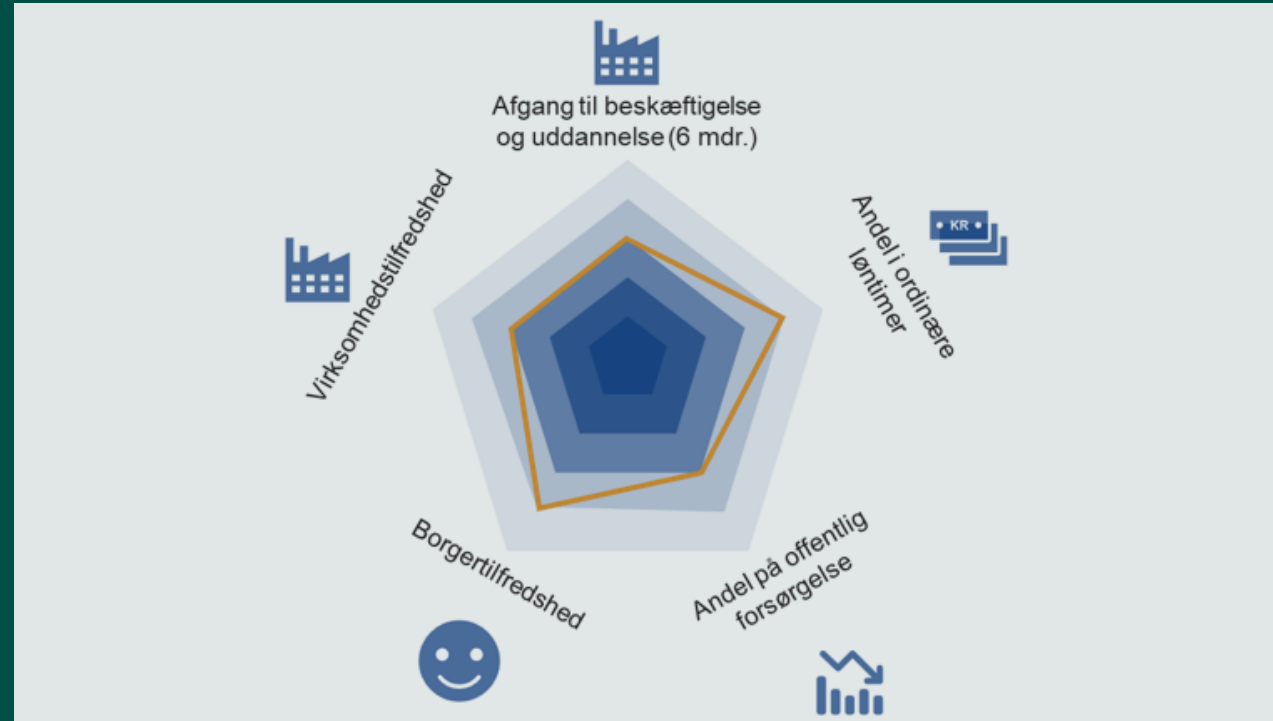 Afgang til beskæftigelse
og uddannelse (6 mdr.)
Virksomhedstilfredshed
Andel i ordinære
løntimer
KR
Borgertilfredshed
Andel på offentlig
forsørgelse